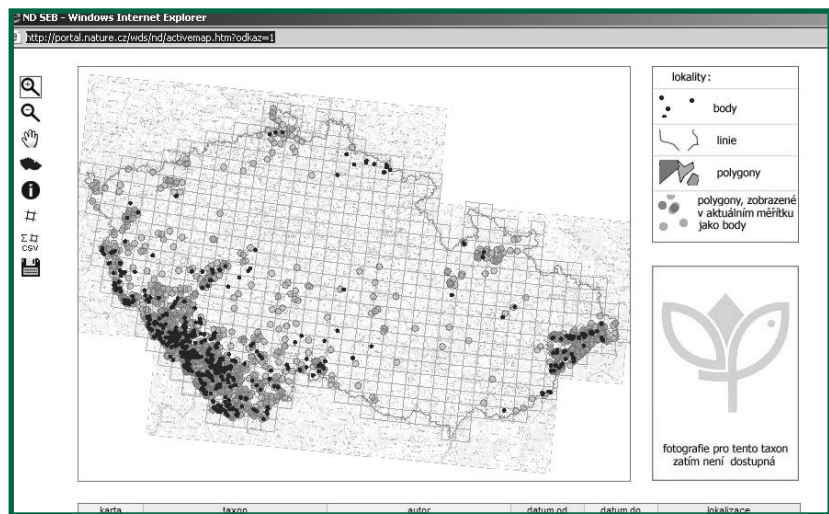 ND SEB - Windows Internet Explorer
http://portal.nature.cz/wds/nd/activemap.htm?odkaz=1
lokality:
body
linie
polygony
polygony, zobrazené
v aktuálním měřítku
jako body
Σ
CSV
fotografie pro tento taxon
zatím není dostupná
karta taxon autor datum od datum do lokalizace